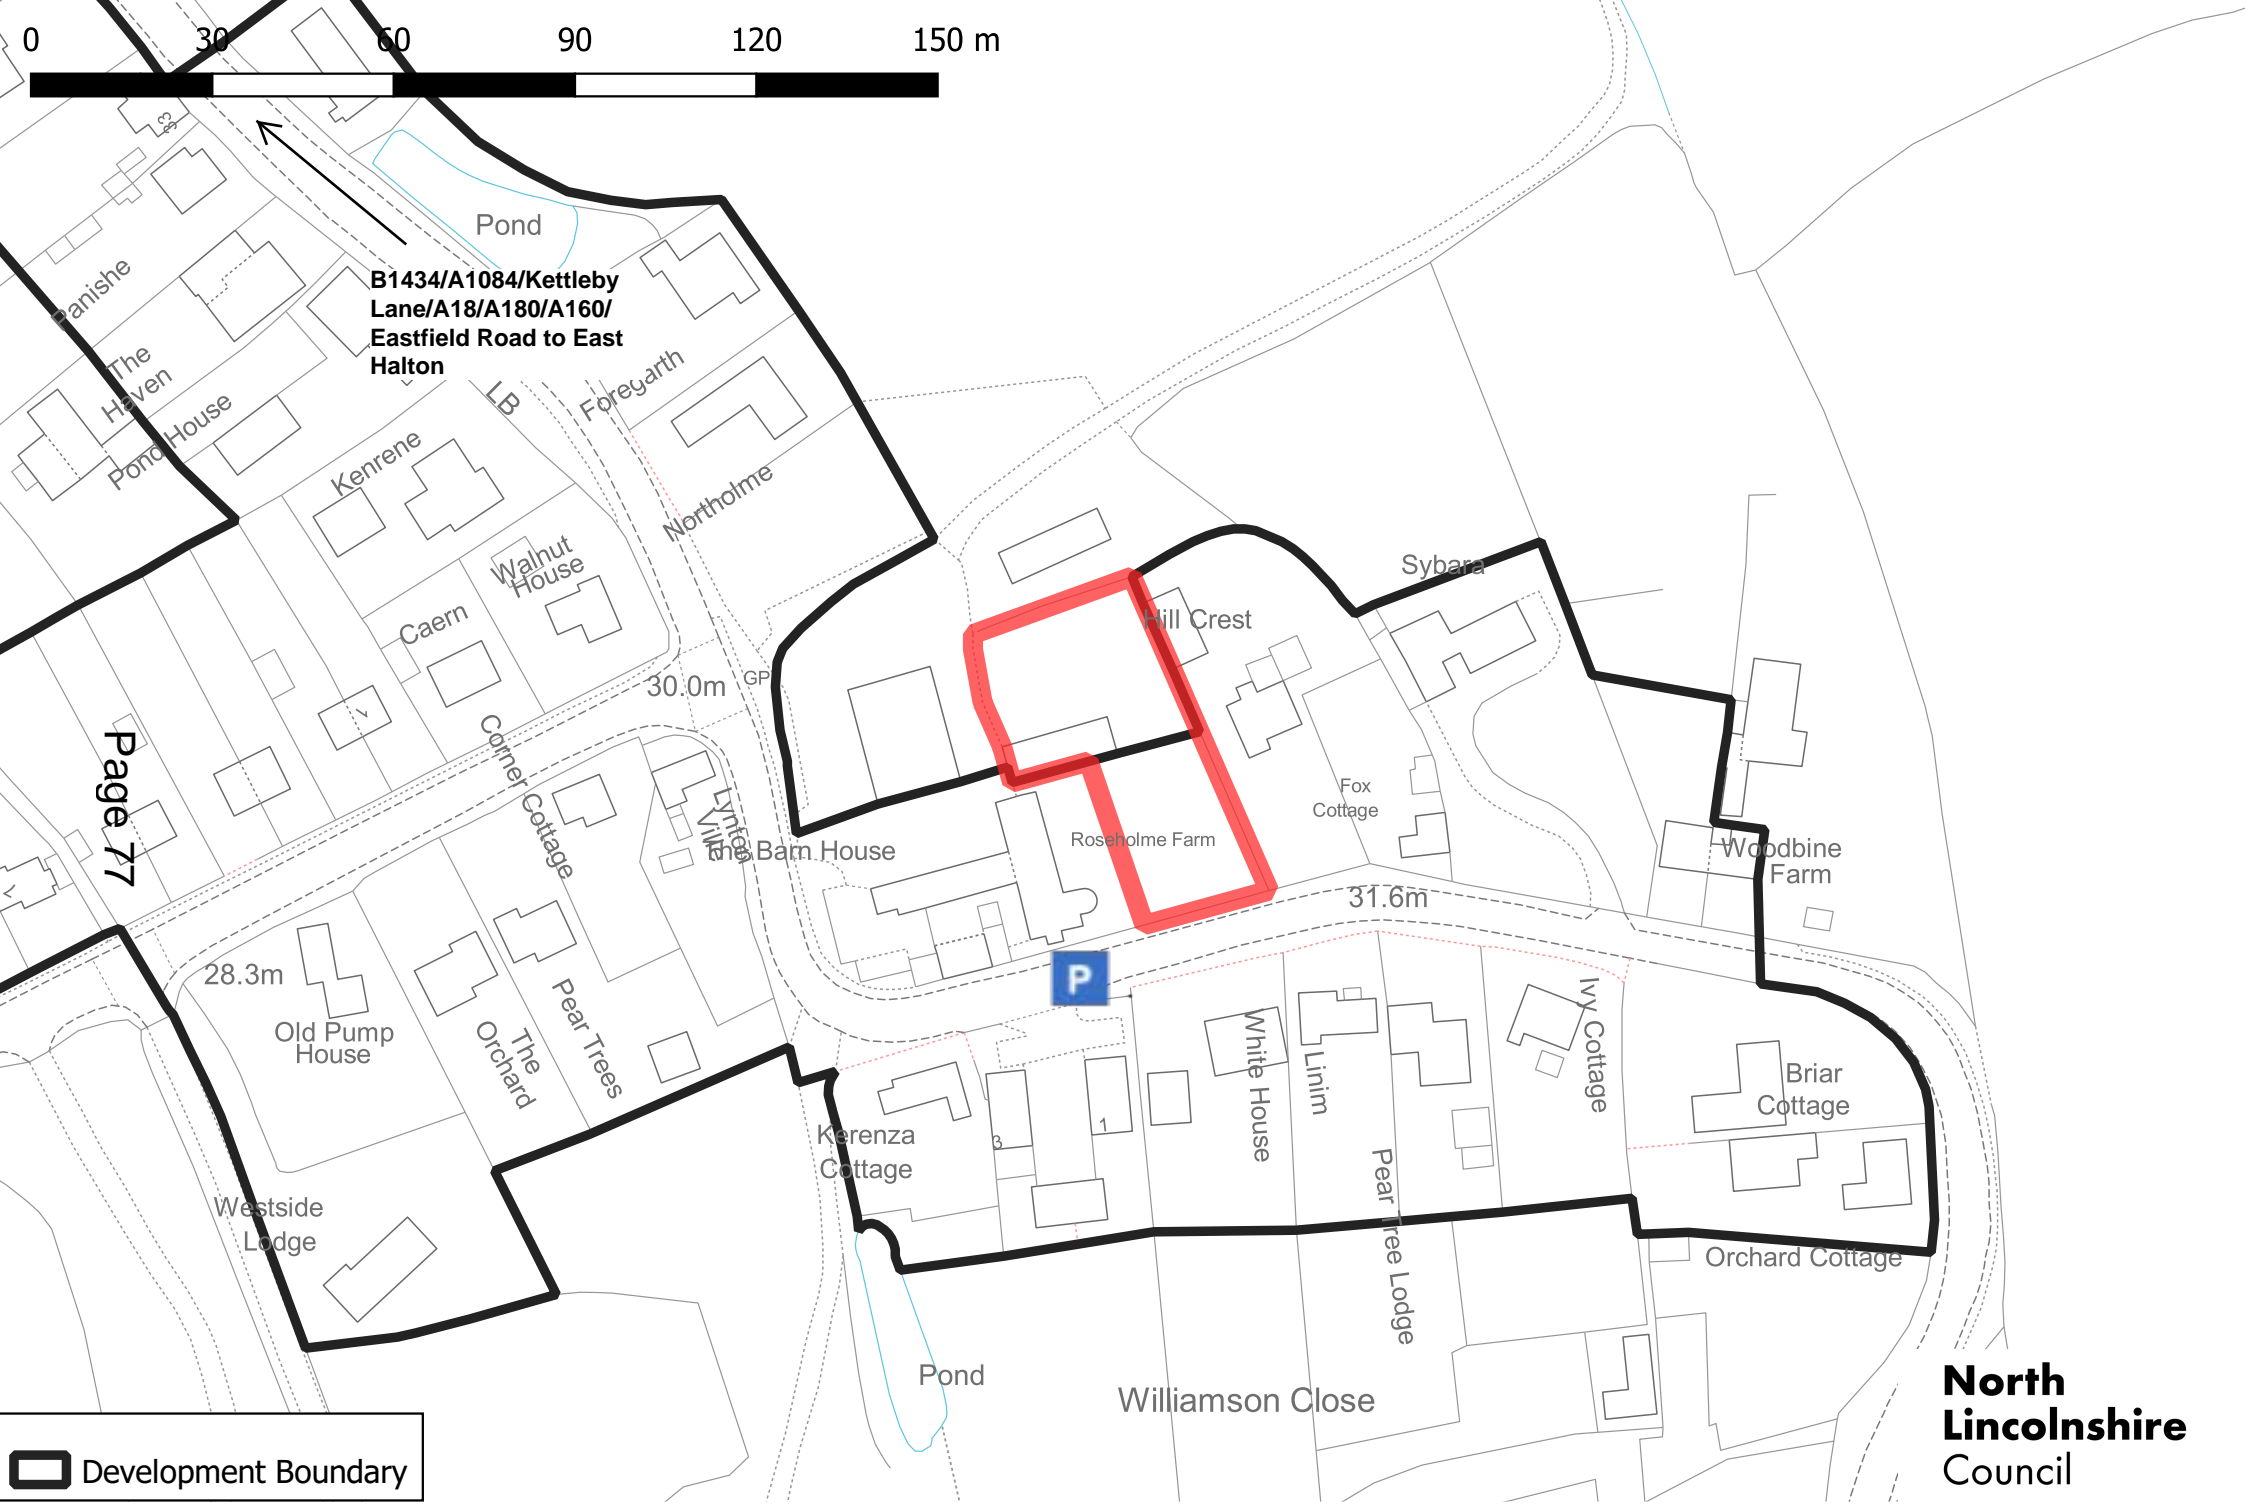 0 30 60 90 120 150 m
33
Pond
B1434/A1084/Kettleby
Lane/A18/A180/A160/
Eastfield Road to East
Halton
Panishe
The
Haven
Pond House
LB
Foregarth
Kenrene
Northolme
Walnut
House
Caern
Sybara
Hill Crest
30.0m
GP
Corner Cottage
Page 77
Lynton
Ville
The Barn House
Roseholme Farm
Fox
Cottage
Woodbine
Farm
31.6m
P
28.3m
Old Pump
House
The
Orchard
Pear Trees
White House
Linim
Ivy Cottage
Briar
Cottage
Kerenza
Cottage
3
1
Pear Tree Lodge
Westside
Lodge
Orchard Cottage
Pond
Williamson Close
Development Boundary
North
Lincolnshire
Council